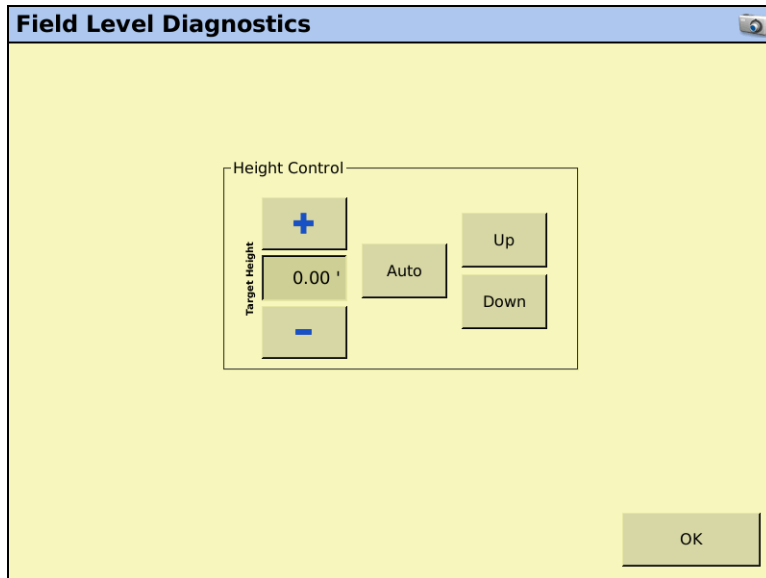 Field Level Diagnostics
Height Control
Target Height
+
0.00 '
-
Auto
Up
Down
OK